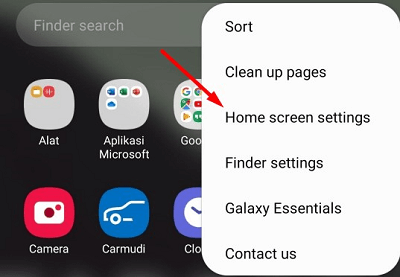 Finder search
Sort
Clean up pages
Home screen settings
Finder settings
Galaxy Essentials
Contact us
Alat
Aplikasi
Microsoft
Goo
Camera
Carmudi
Clo